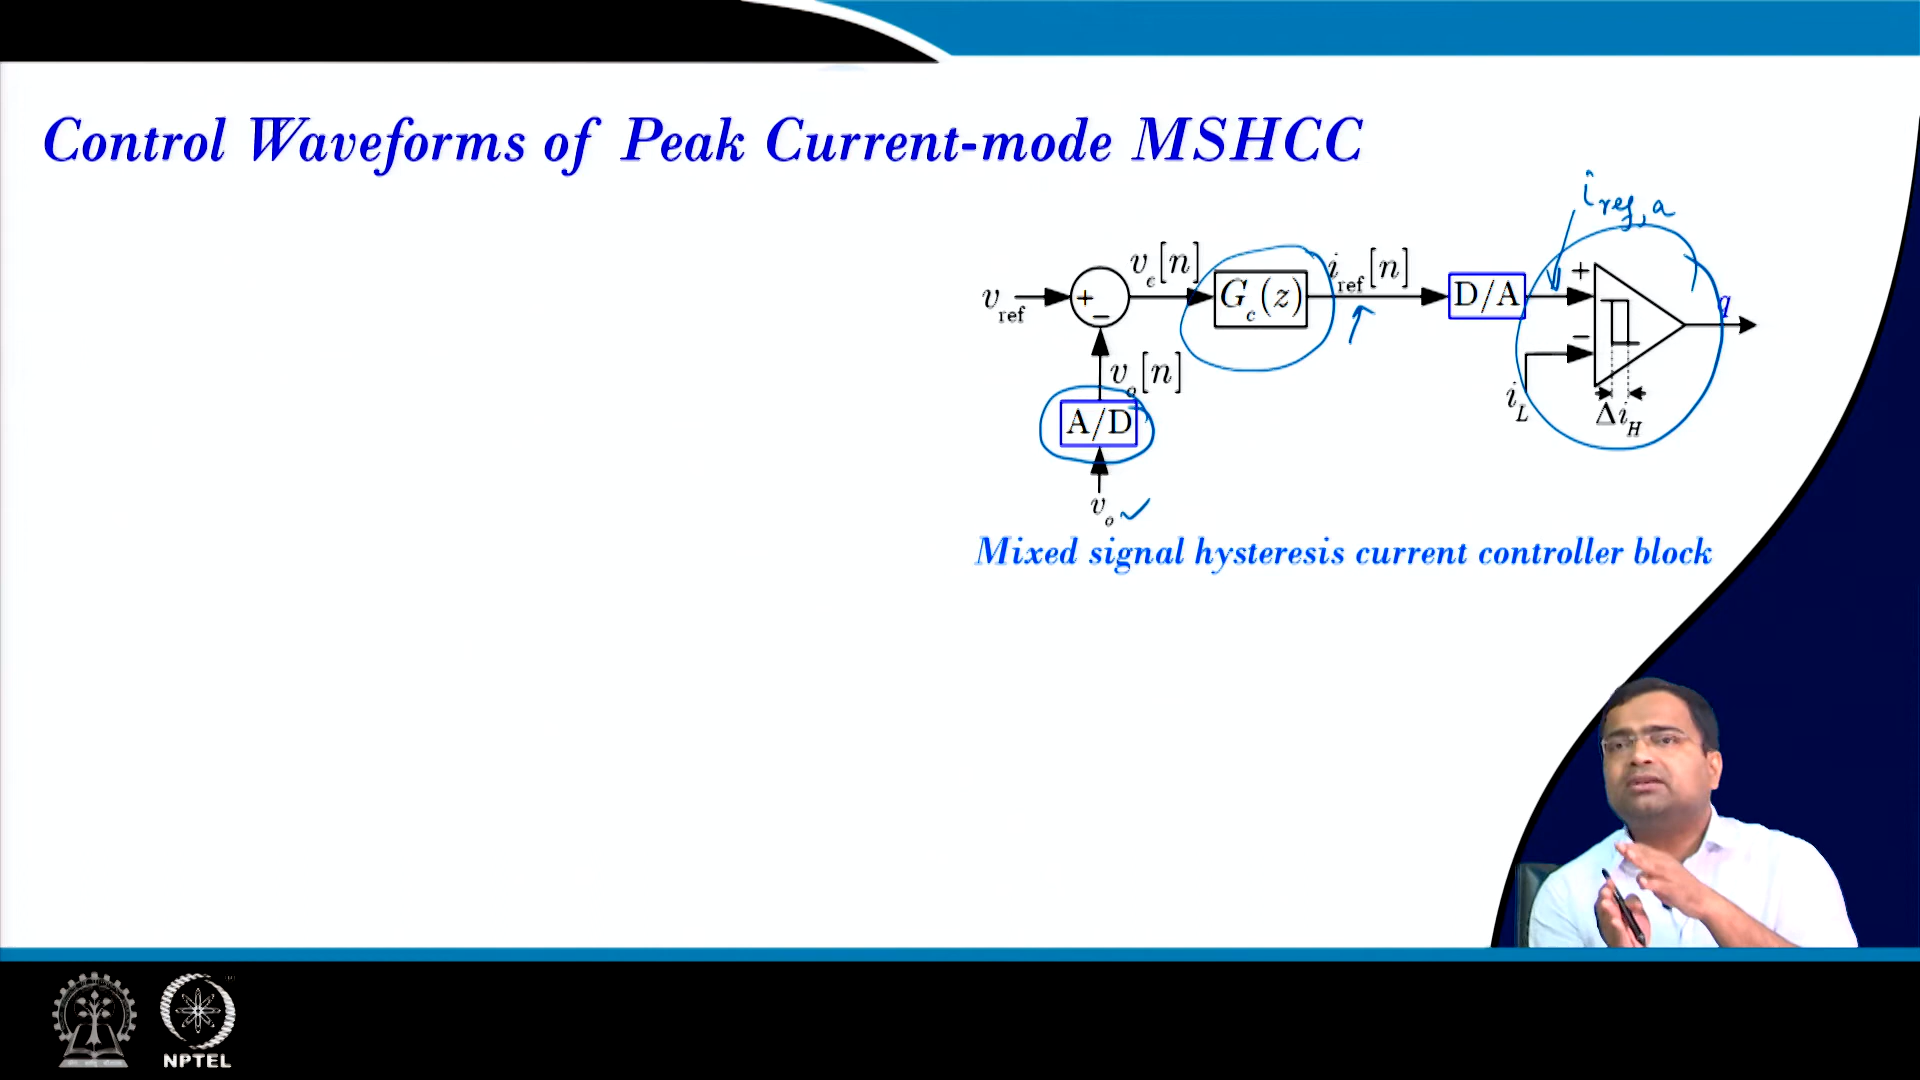 Control Waveforms of Peak Current-mode MSHCC
i_ref,a
v_ref + − v_e[n] G_c(z) i_ref[n] D/A + − q
v_o[n]
A/D
i_L Δi_H
v_o ✓
Mixed signal hysteresis current controller block
NPTEL